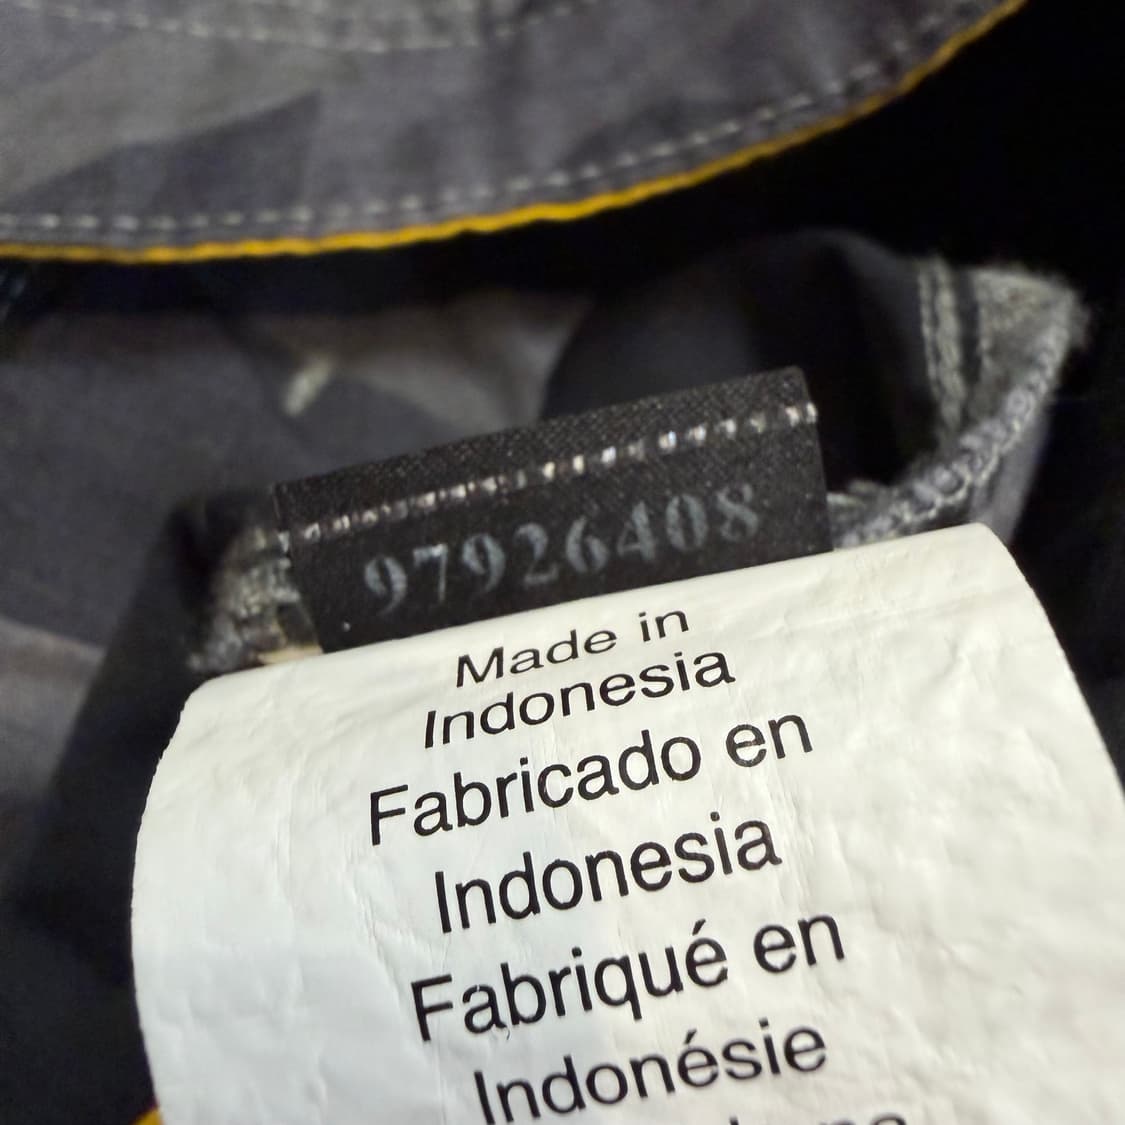 97926408
Made in
Indonesia
Fabricado en
Indonesia
Fabriqué en
Indonésie